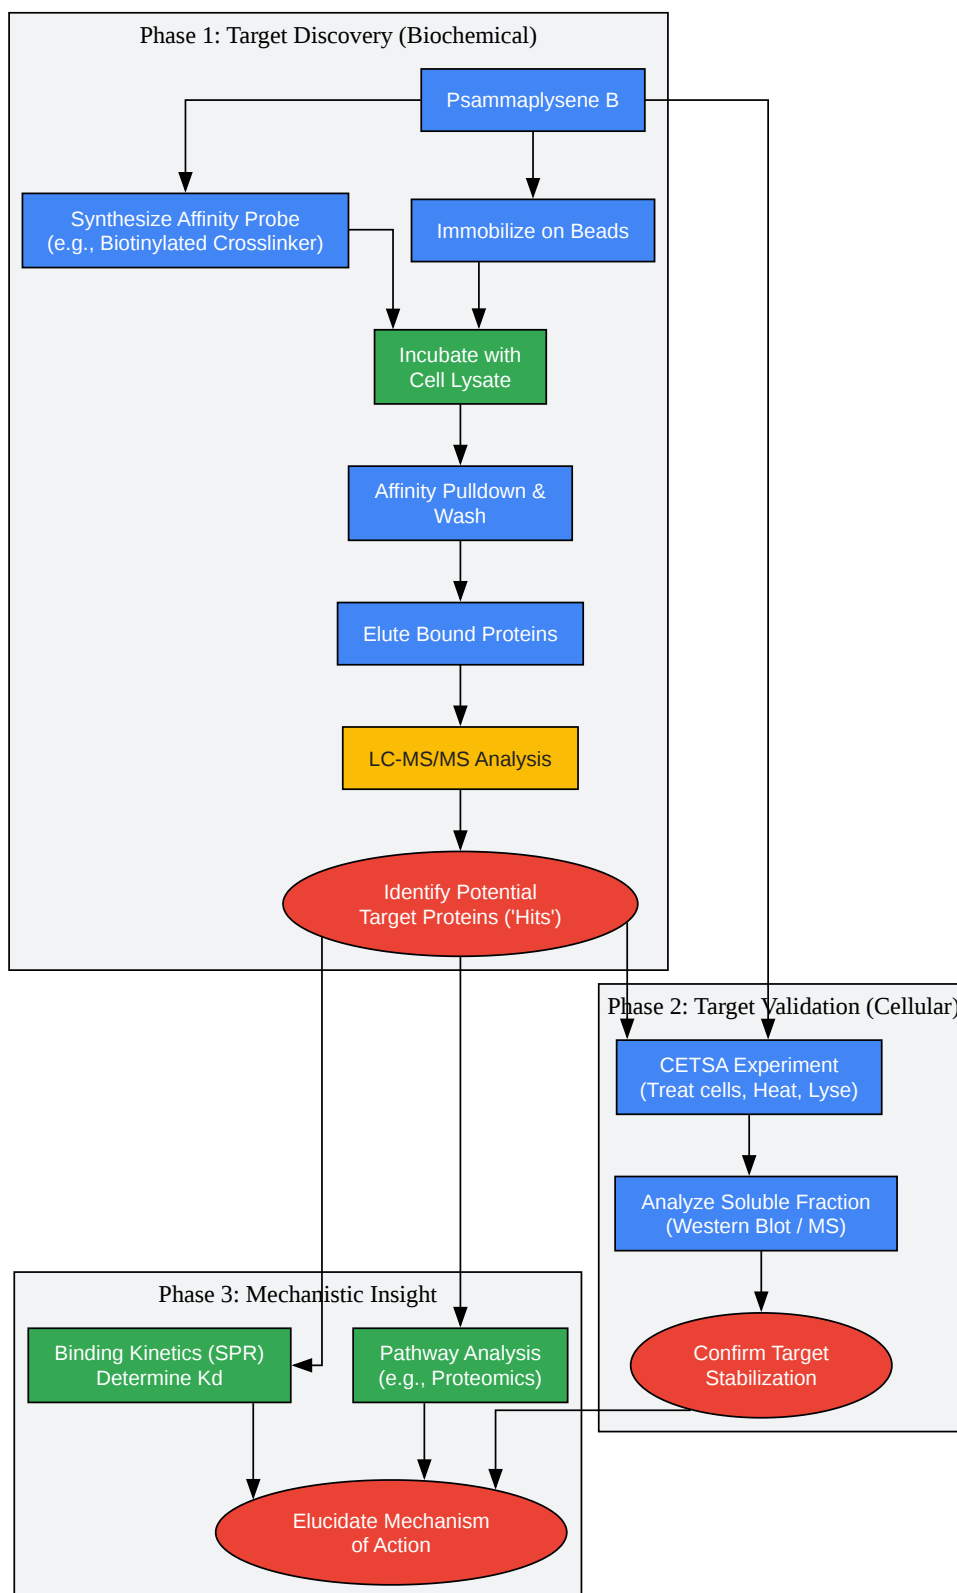 Phase 1: Target Discovery (Biochemical)
Psammaplysene B
Synthesize Affinity Probe
(e.g., Biotinylated Crosslinker)
Immobilize on Beads
Incubate with
Cell Lysate
Affinity Pulldown &
Wash
Elute Bound Proteins
LC-MS/MS Analysis
Identify Potential
Target Proteins ('Hits')
Phase 2: Target Validation (Cellular)
CETSA Experiment
(Treat cells, Heat, Lyse)
Analyze Soluble Fraction
(Western Blot / MS)
Confirm Target
Stabilization
Phase 3: Mechanistic Insight
Binding Kinetics (SPR)
Determine Kd
Pathway Analysis
(e.g., Proteomics)
Elucidate Mechanism
of Action